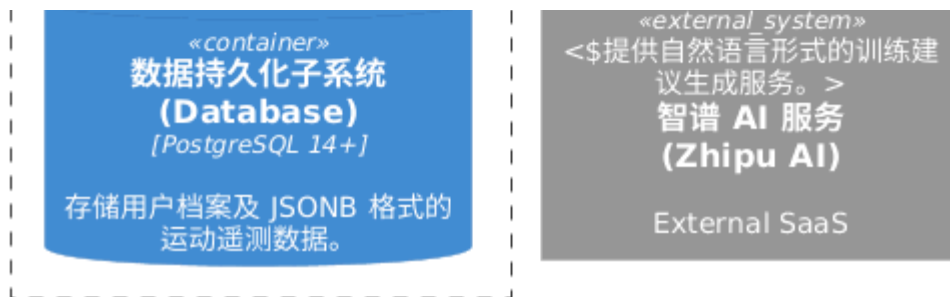 «container»
数据持久化子系统
(Database)
[PostgreSQL 14+]
存储用户档案及 JSONB 格式的
运动遥测数据。
«external_system»
<$提供自然语言形式的训练建
议生成服务。>
智谱 AI 服务
(Zhipu AI)
External SaaS